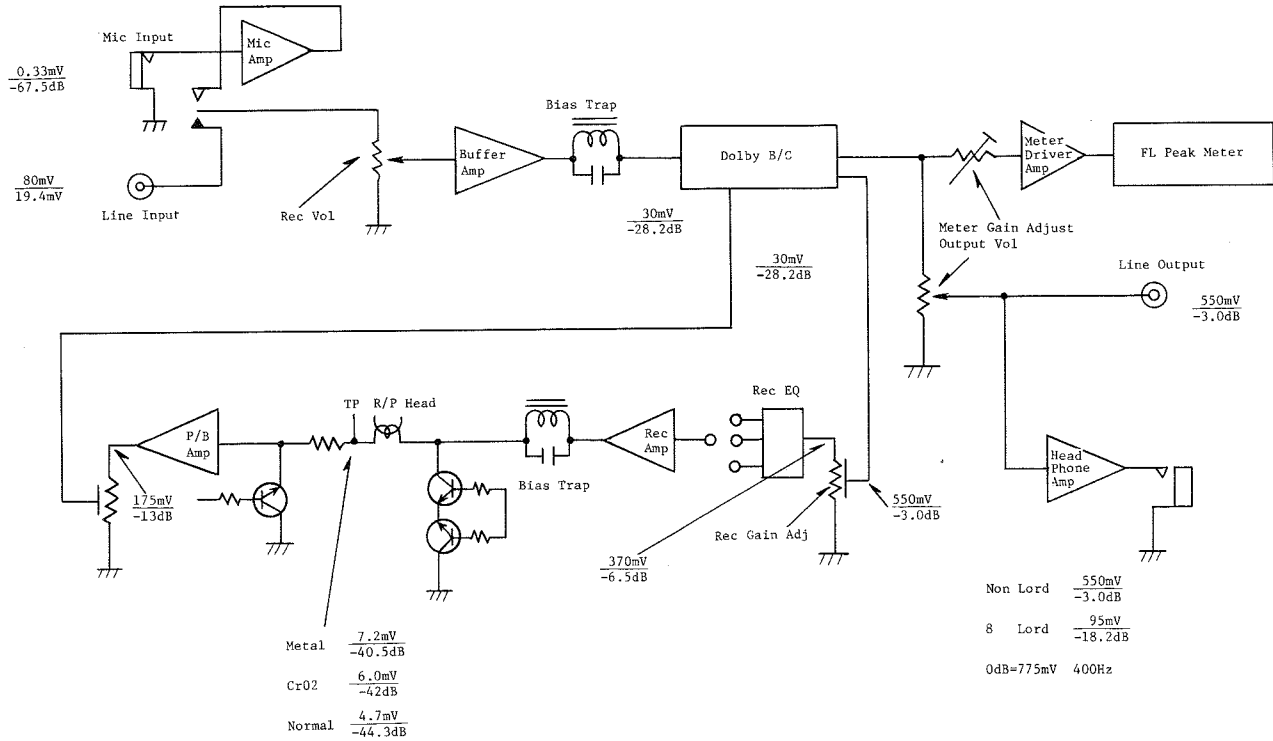 Mic Input
Mic
Amp
0.33mV
-67.5dB
80mV
19.4mV
Line Input
Rec Vol
Buffer
Amp
Bias Trap
Dolby B/C
30mV
-28.2dB
30mV
-28.2dB
Meter
Driver
Amp
FL Peak Meter
Meter Gain Adjust
Output Vol
Line Output
550mV
-3.0dB
P/B
Amp
175mV
-13dB
TP R/P Head
Bias Trap
Rec
Amp
Rec EQ
Rec Gain Adj
550mV
-3.0dB
370mV
-6.5dB
Head
Phone
Amp
Metal 7.2mV
-40.5dB
CrO2 6.0mV
-42dB
Normal 4.7mV
-44.3dB
Non Lord 550mV
-3.0dB
8 Lord 95mV
-18.2dB
0dB=775mV 400Hz